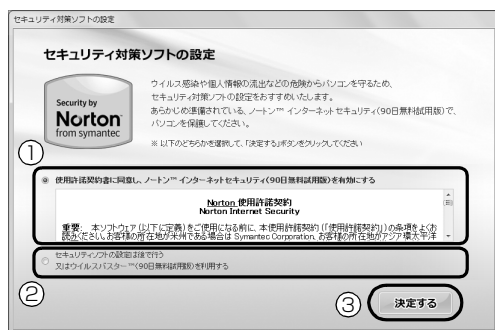 セキュリティ対策ソフトの設定
セキュリティ対策ソフトの設定
Security by
Norton™
from symantec
ウイルス感染や個人情報の流出などの危険からパソコンを守るため、
セキュリティ対策ソフトの設定をおすすめいたします。
あらかじめ準備されている、ノートン™ インターネットセキュリティ(90日無料試用版)で、
パソコンを保護してください。
※ 以下のどちらかを選択して、「決定する」ボタンをクリックしてください
①
使用許諾契約書に同意し、ノートン™ インターネットセキュリティ(90日無料試用版)を有効にする
Norton 使用許諾契約
Norton Internet Security
重要: 本ソフトウェア(以下に定義)をご使用になる前に、本使用許諾契約(「使用許諾契約」)の条項をよくお
読みください。お客様の所在地が米州である場合は Symantec Corporation、お客様の所在地がアジア環太平洋
セキュリティソフトの設定は後で行う
又はウイルスバスター™(90日無料試用版)を利用する
②
③
決定する